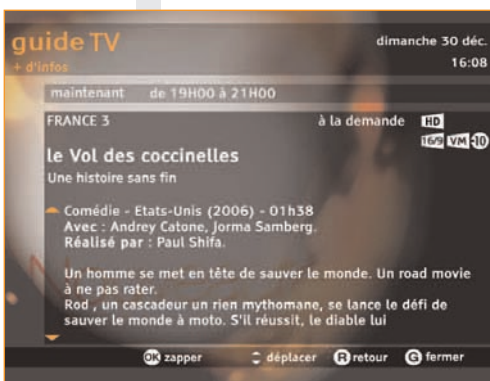 guide TV
dimanche 30 déc.
+ d'infos
16:08
maintenant de 19H00 à 21H00
FRANCE 3 à la demande HD
16/9 VM -10
le Vol des coccinelles
Une histoire sans fin
Comédie - Etats-Unis (2006) - 01h38
Avec : Andrey Catone, Jorma Samberg.
Réalisé par : Paul Shifa.
Un homme se met en tête de sauver le monde. Un road movie
à ne pas rater.
Rod , un cascadeur un rien mythomane, se lance le défi de
sauver le monde à moto. S'il réussit, le diable lui
OK zapper déplacer R retour G fermer